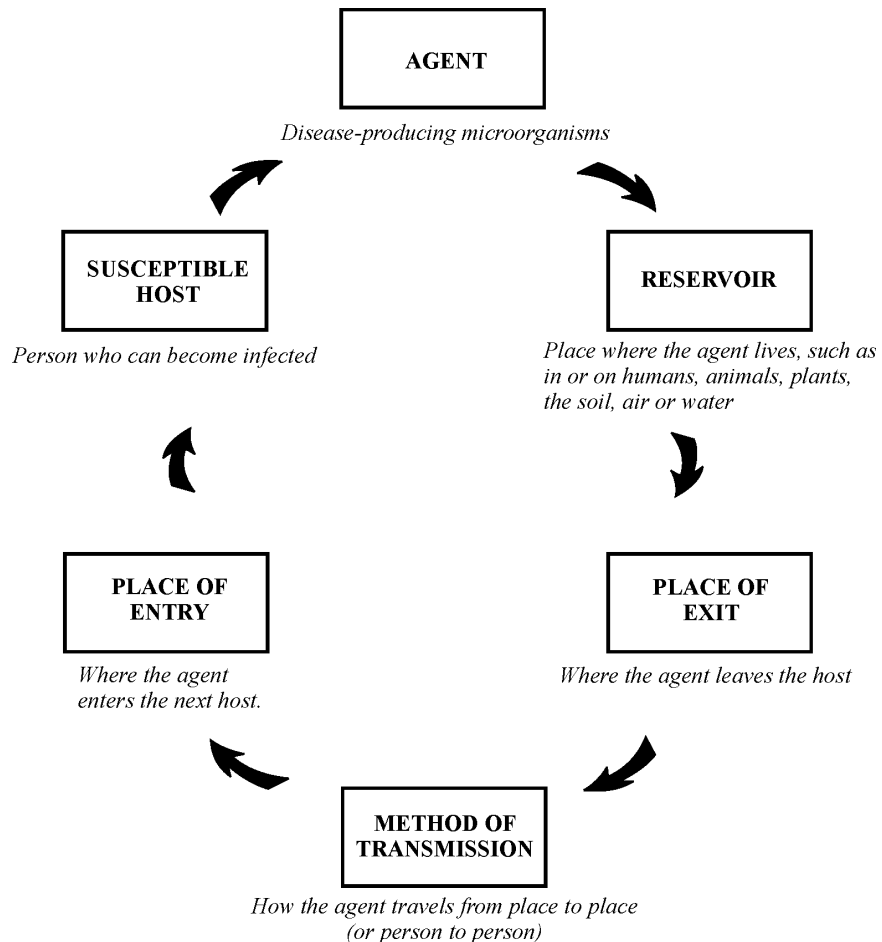 AGENT
Disease-producing microorganisms
SUSCEPTIBLE
HOST
Person who can become infected
RESERVOIR
Place where the agent lives, such as
in or on humans, animals, plants,
the soil, air or water
PLACE OF
ENTRY
Where the agent
enters the next host.
PLACE OF
EXIT
Where the agent leaves the host
METHOD OF
TRANSMISSION
How the agent travels from place to place
(or person to person)